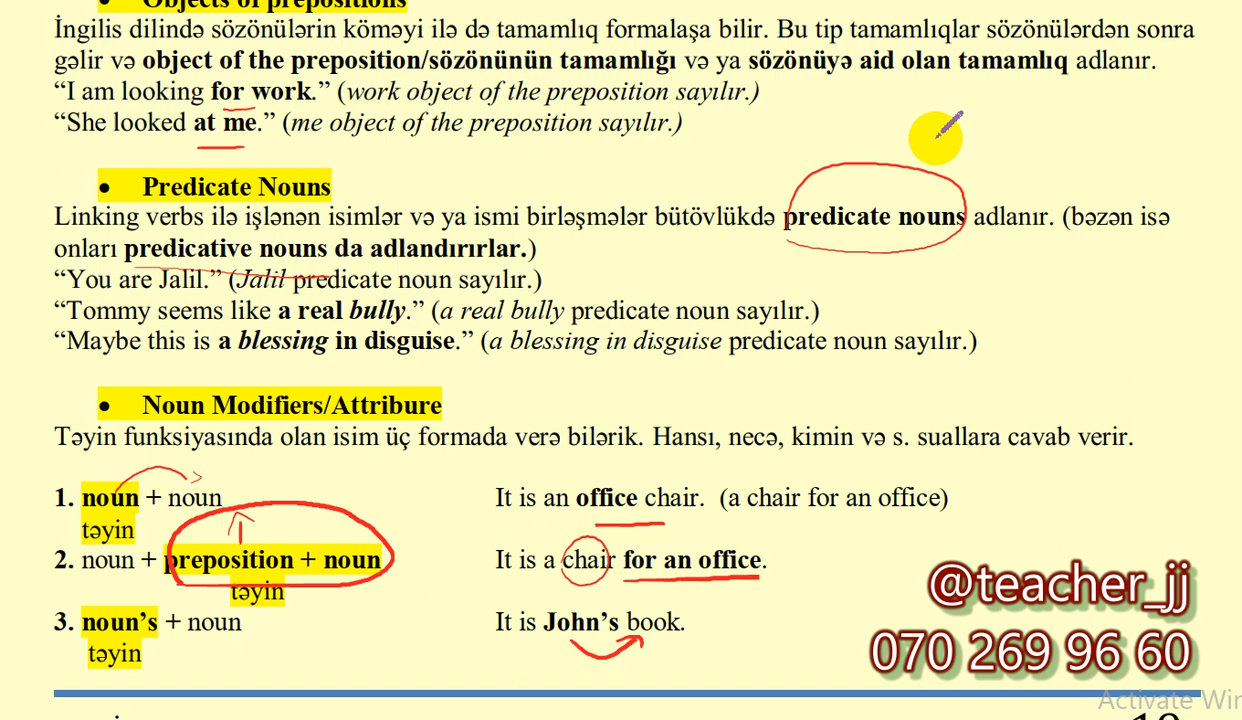 • Objects of prepositions
İngilis dilində sözönülərin köməyi ilə də tamamlıq formalaşa bilir. Bu tip tamamlıqlar sözönülərdən sonra
gəlir və object of the preposition/sözönünün tamamlığı və ya sözönüyə aid olan tamamlıq adlanır.
“I am looking for work.” (work object of the preposition sayılır.)
“She looked at me.” (me object of the preposition sayılır.)
• Predicate Nouns
Linking verbs ilə işlənən isimlər və ya ismi birləşmələr bütövlükdə predicate nouns adlanır. (bəzən isə
onları predicative nouns da adlandırırlar.)
“You are Jalil.” (Jalil predicate noun sayılır.)
“Tommy seems like a real bully.” (a real bully predicate noun sayılır.)
“Maybe this is a blessing in disguise.” (a blessing in disguise predicate noun sayılır.)
• Noun Modifiers/Attribure
Təyin funksiyasında olan isim üç formada verə bilərik. Hansı, necə, kimin və s. suallara cavab verir.
1. noun + noun It is an office chair. (a chair for an office)
təyin
2. noun + preposition + noun It is a chair for an office.
təyin
3. noun’s + noun It is John’s book.
təyin
@teacher_jj
070 269 96 60
Activate Win